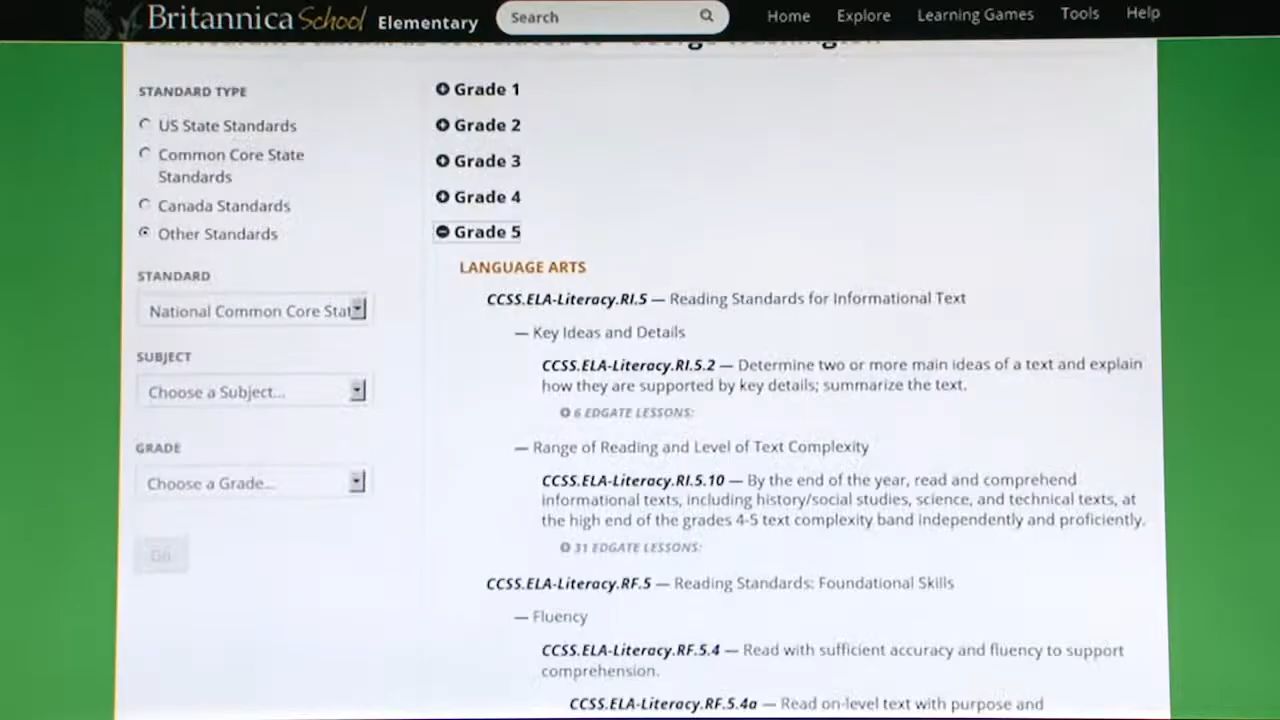 Britannica School Elementary
Search
Home Explore Learning Games Tools Help
STANDARD TYPE
US State Standards
Common Core State
Standards
Canada Standards
Other Standards
STANDARD
National Common Core Stat
SUBJECT
Choose a Subject...
GRADE
Choose a Grade...
Go
Grade 1
Grade 2
Grade 3
Grade 4
Grade 5
LANGUAGE ARTS
CCSS.ELA-Literacy.RI.5 — Reading Standards for Informational Text
— Key Ideas and Details
CCSS.ELA-Literacy.RI.5.2 — Determine two or more main ideas of a text and explain
how they are supported by key details; summarize the text.
6 EDGATE LESSONS:
— Range of Reading and Level of Text Complexity
CCSS.ELA-Literacy.RI.5.10 — By the end of the year, read and comprehend
informational texts, including history/social studies, science, and technical texts, at
the high end of the grades 4-5 text complexity band independently and proficiently.
31 EDGATE LESSONS:
CCSS.ELA-Literacy.RF.5 — Reading Standards: Foundational Skills
— Fluency
CCSS.ELA-Literacy.RF.5.4 — Read with sufficient accuracy and fluency to support
comprehension.
CCSS.ELA-Literacy.RF.5.4a — Read on-level text with purpose and